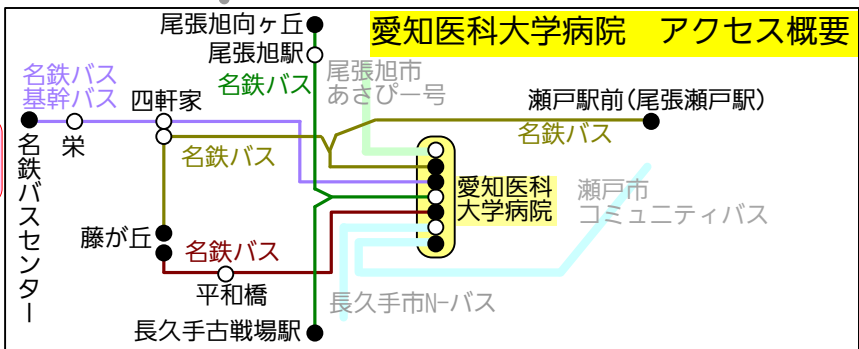 愛知医科大学病院　アクセス概要
尾張旭向ヶ丘
尾張旭駅
名鉄バス
尾張旭市
あさぴー号
名鉄バス
基幹バス
四軒家
瀬戸駅前(尾張瀬戸駅)
名鉄バス
栄
名鉄バス
名鉄バスセンター
愛知医科
大学病院
瀬戸市
コミュニティバス
藤が丘
名鉄バス
平和橋
長久手市N-バス
長久手古戦場駅